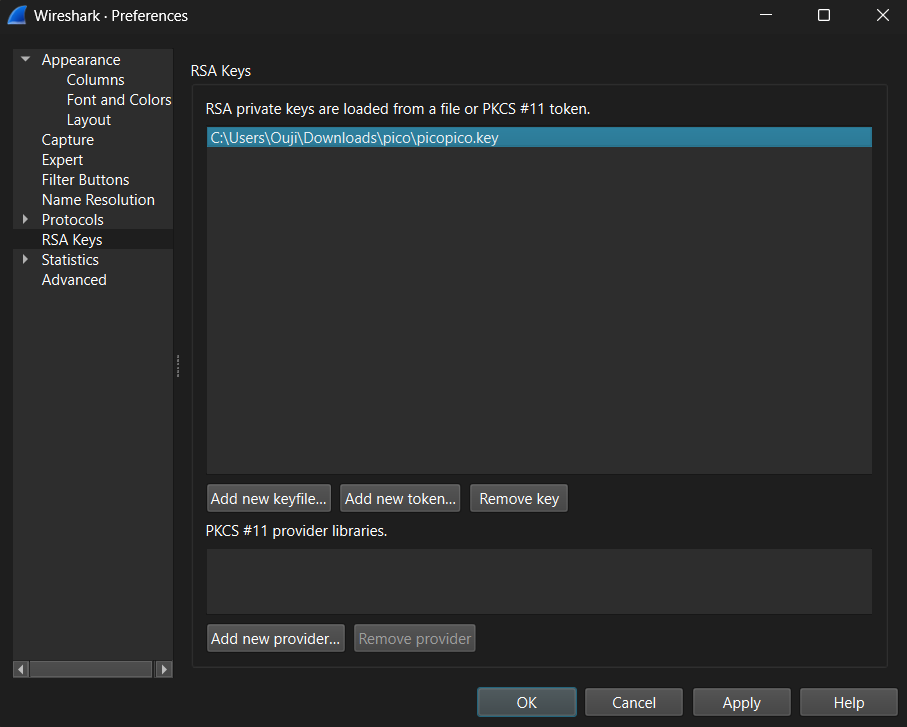 Wireshark · Preferences
Appearance
Columns
Font and Colors
Layout
Capture
Expert
Filter Buttons
Name Resolution
Protocols
RSA Keys
Statistics
Advanced
RSA Keys
RSA private keys are loaded from a file or PKCS #11 token.
C:\Users\Ouji\Downloads\pico\picopico.key
Add new keyfile... Add new token... Remove key
PKCS #11 provider libraries.
Add new provider... Remove provider
OK Cancel Apply Help